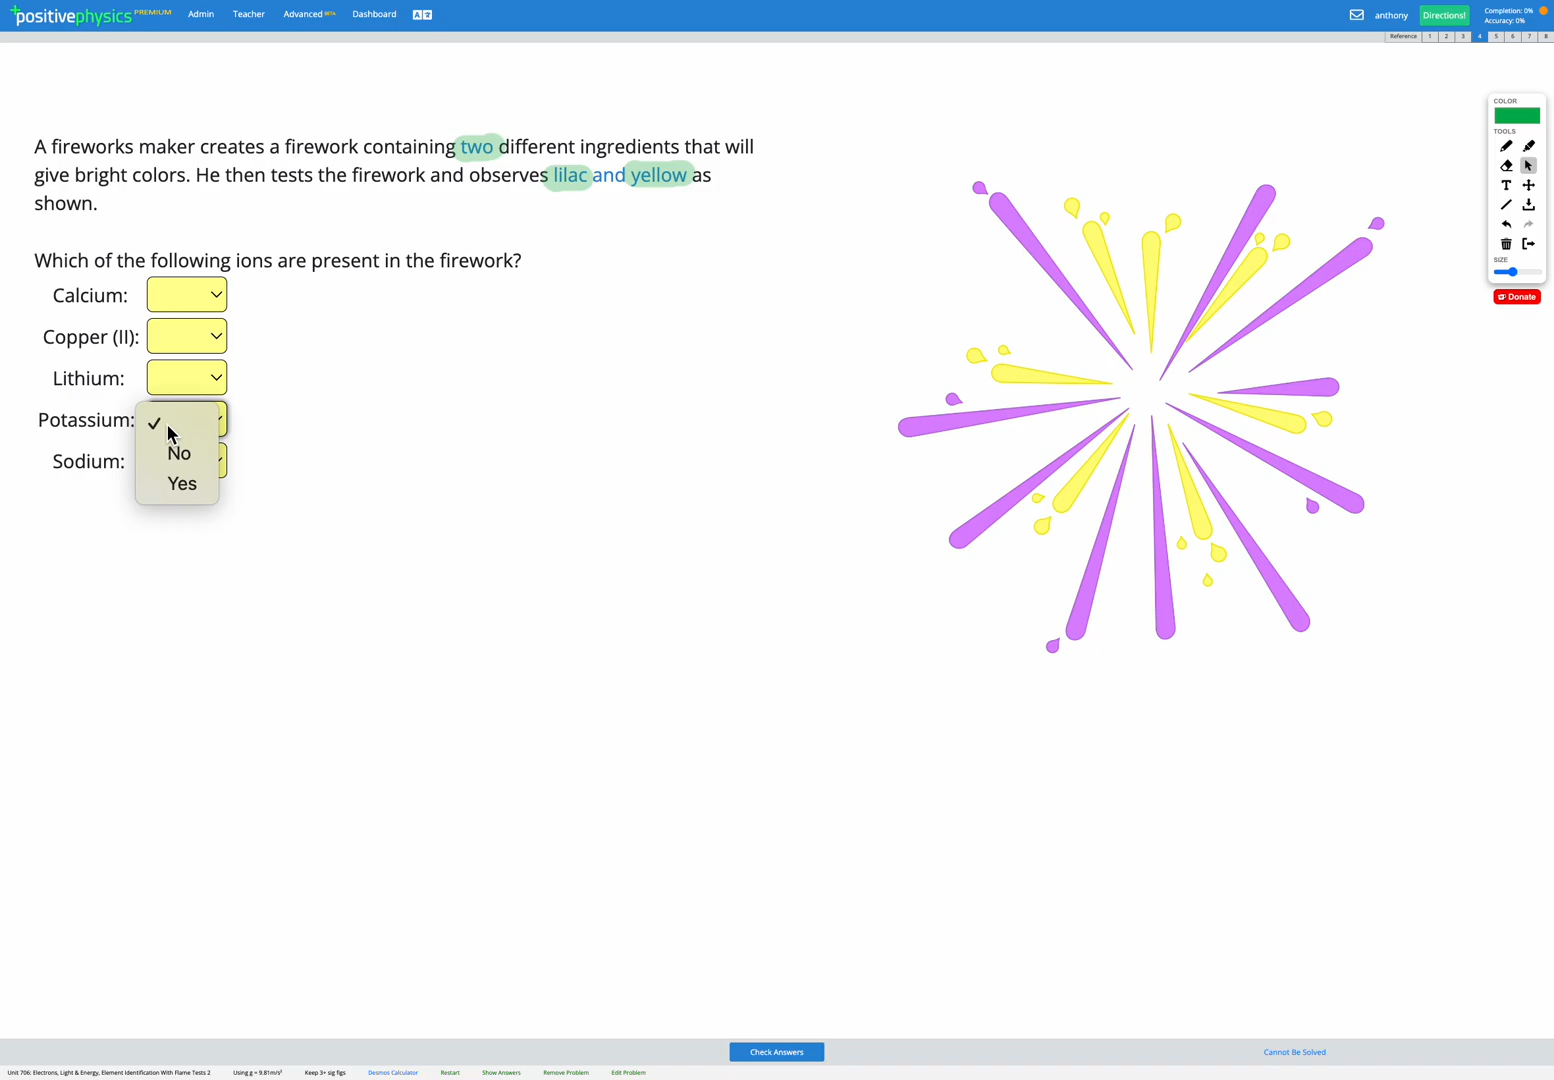 +positivephysics PREMIUM Admin Teacher Advanced BETA Dashboard A anthony Directions! Completion: 0%
Accuracy: 0%
Reference 1 2 3 4 5 6 7 8
A fireworks maker creates a firework containing two different ingredients that will
give bright colors. He then tests the firework and observes lilac and yellow as
shown.
Which of the following ions are present in the firework?
Calcium:
Copper (II):
Lithium:
Potassium:
No
Sodium:
Yes
COLOR
TOOLS
T
SIZE
Donate
Check Answers
Cannot Be Solved
Unit 706: Electrons, Light & Energy, Element Identification With Flame Tests 2 Using g = 9.81m/s² Keep 3+ sig figs Desmos Calculator Restart Show Answers Remove Problem Edit Problem